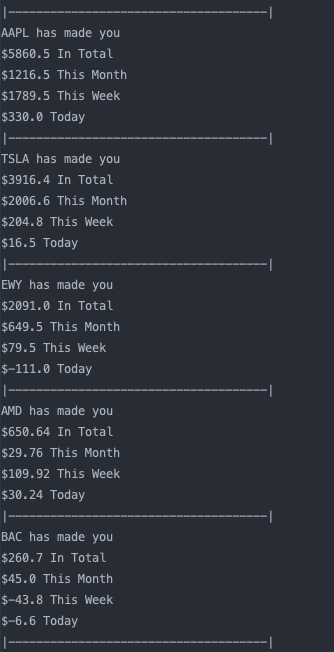 |-------------------------------------|
AAPL has made you
$5860.5 In Total
$1216.5 This Month
$1789.5 This Week
$330.0 Today
|-------------------------------------|
TSLA has made you
$3916.4 In Total
$2006.6 This Month
$204.8 This Week
$16.5 Today
|-------------------------------------|
EWY has made you
$2091.0 In Total
$649.5 This Month
$79.5 This Week
$-111.0 Today
|-------------------------------------|
AMD has made you
$650.64 In Total
$29.76 This Month
$109.92 This Week
$30.24 Today
|-------------------------------------|
BAC has made you
$260.7 In Total
$45.0 This Month
$-43.8 This Week
$-6.6 Today
|-------------------------------------|